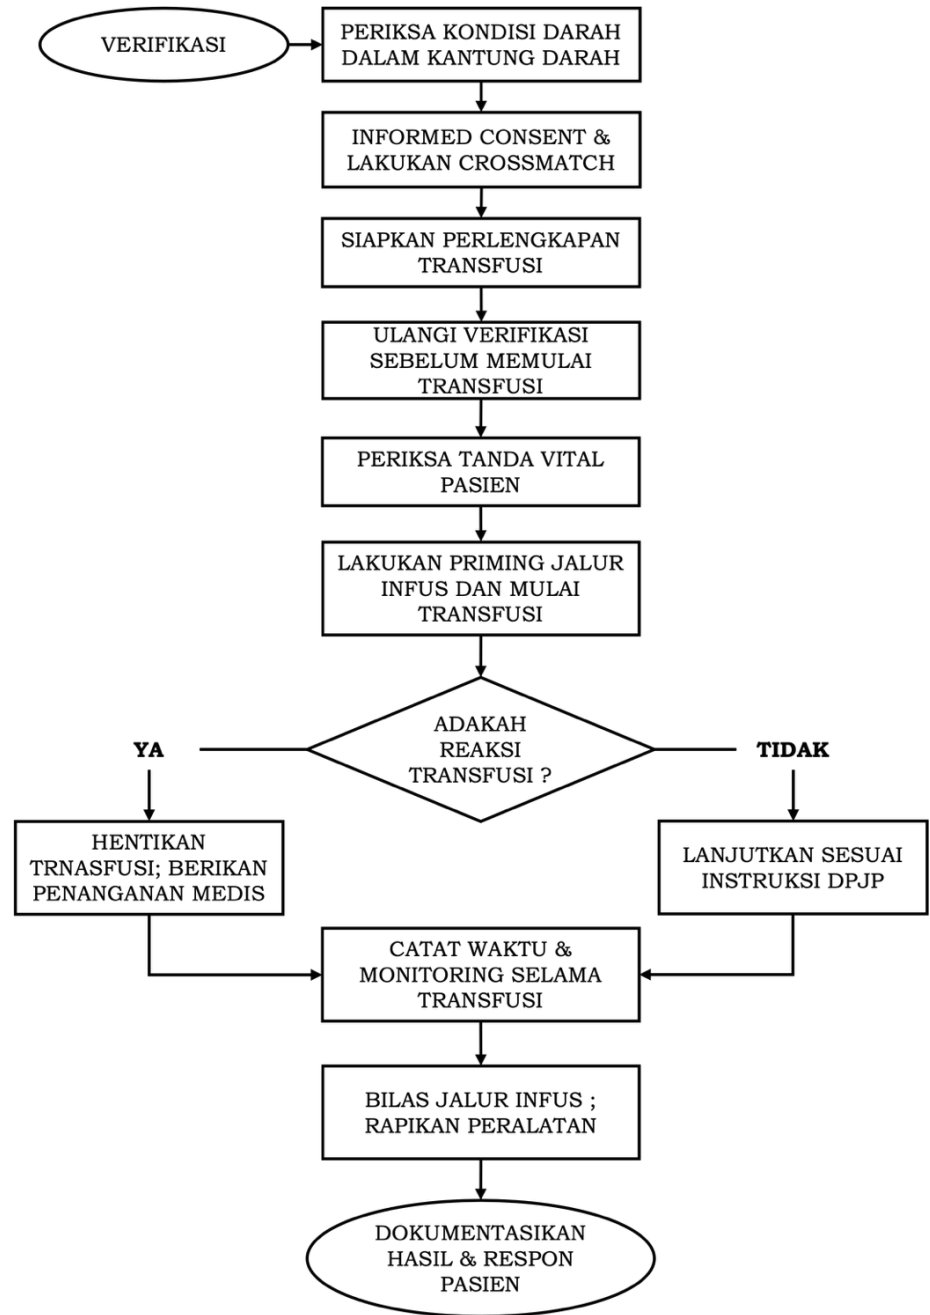 VERIFIKASI
PERIKSA KONDISI DARAH
DALAM KANTUNG DARAH
INFORMED CONSENT &
LAKUKAN CROSSMATCH
SIAPKAN PERLENGKAPAN
TRANSFUSI
ULANGI VERIFIKASI
SEBELUM MEMULAI
TRANSFUSI
PERIKSA TANDA VITAL
PASIEN
LAKUKAN PRIMING JALUR
INFUS DAN MULAI
TRANSFUSI
ADAKAH
REAKSI
TRANSFUSI ?
YA
TIDAK
HENTIKAN
TRNASFUSI; BERIKAN
PENANGANAN MEDIS
LANJUTKAN SESUAI
INSTRUKSI DPJP
CATAT WAKTU &
MONITORING SELAMA
TRANSFUSI
BILAS JALUR INFUS ;
RAPIKAN PERALATAN
DOKUMENTASIKAN
HASIL & RESPON
PASIEN